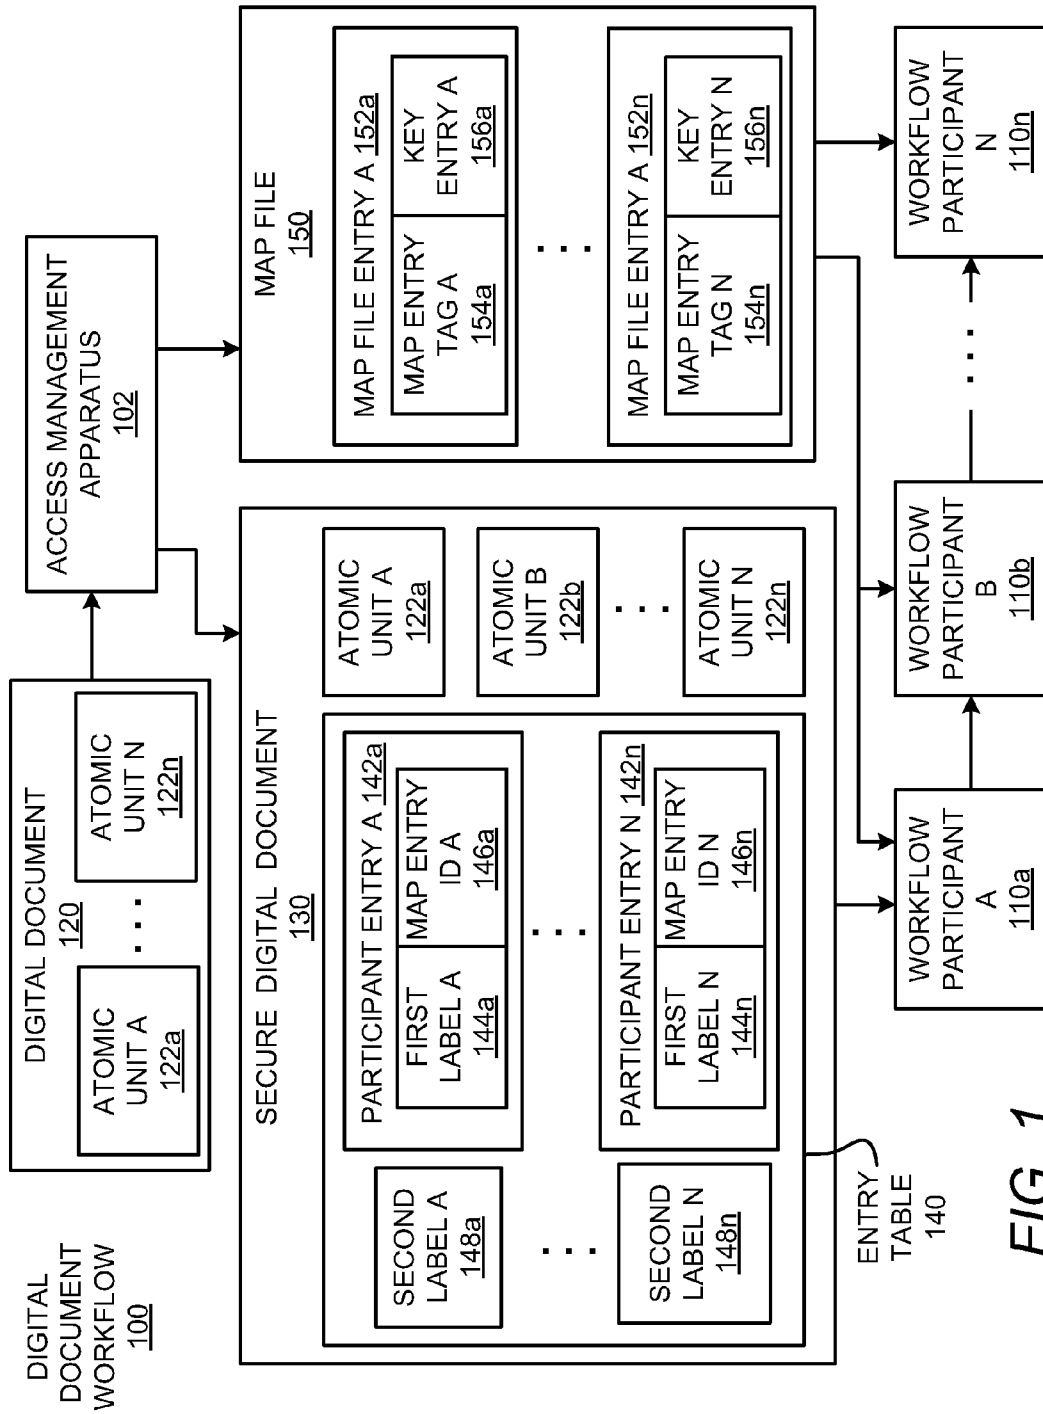 DIGITAL
DOCUMENT
WORKFLOW
100
DIGITAL DOCUMENT
120
ATOMIC
UNIT A
122a
. . .
ATOMIC
UNIT N
122n
ACCESS MANAGEMENT
APPARATUS
102
SECURE DIGITAL DOCUMENT
130
SECOND
LABEL A
148a
. . .
SECOND
LABEL N
148n
PARTICIPANT ENTRY A 142a
FIRST
LABEL A
144a
MAP ENTRY
ID A
146a
. . .
PARTICIPANT ENTRY N 142n
FIRST
LABEL N
144n
MAP ENTRY
ID N
146n
ATOMIC
UNIT A
122a
ATOMIC
UNIT B
122b
. . .
ATOMIC
UNIT N
122n
ENTRY
TABLE
140
MAP FILE
150
MAP FILE ENTRY A 152a
MAP ENTRY
TAG A
154a
KEY
ENTRY A
156a
. . .
MAP FILE ENTRY A 152n
MAP ENTRY
TAG N
154n
KEY
ENTRY N
156n
WORKFLOW
PARTICIPANT
A
110a
WORKFLOW
PARTICIPANT
B
110b
. . .
WORKFLOW
PARTICIPANT
N
110n
FIG. 1